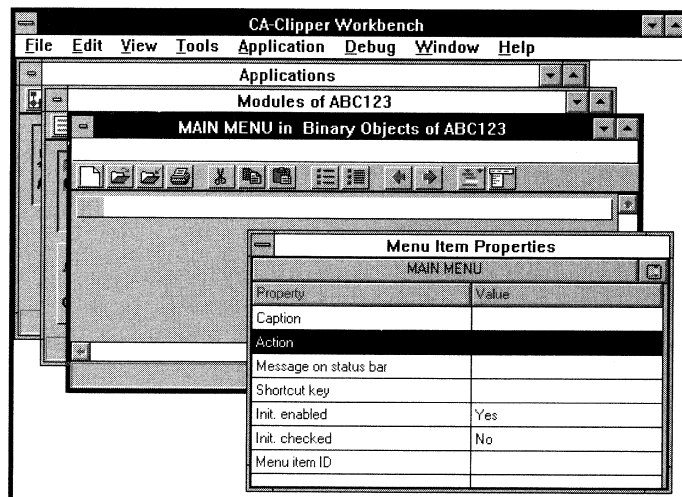 CA-Clipper Workbench
File Edit View Tools Application Debug Window Help
Applications
Modules of ABC123
MAIN MENU in Binary Objects of ABC123
Menu Item Properties
MAIN MENU
Property Value
Caption
Action
Message on status bar
Shortcut key
Init. enabled Yes
Init. checked No
Menu item ID